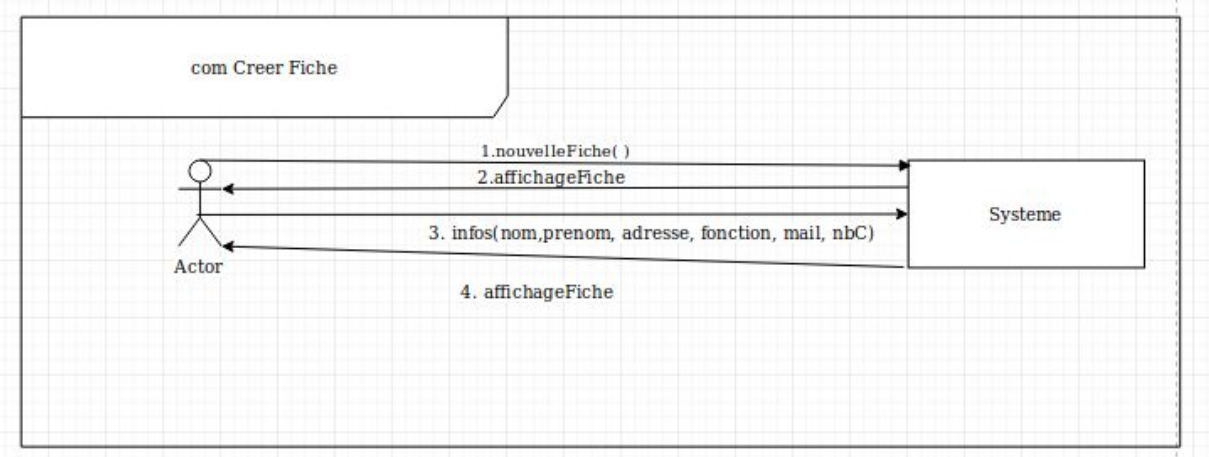 com Creer Fiche
1.nouvelleFiche( )
2.affichageFiche
3. infos(nom,prenom, adresse, fonction, mail, nbC)
4. affichageFiche
Actor
Systeme